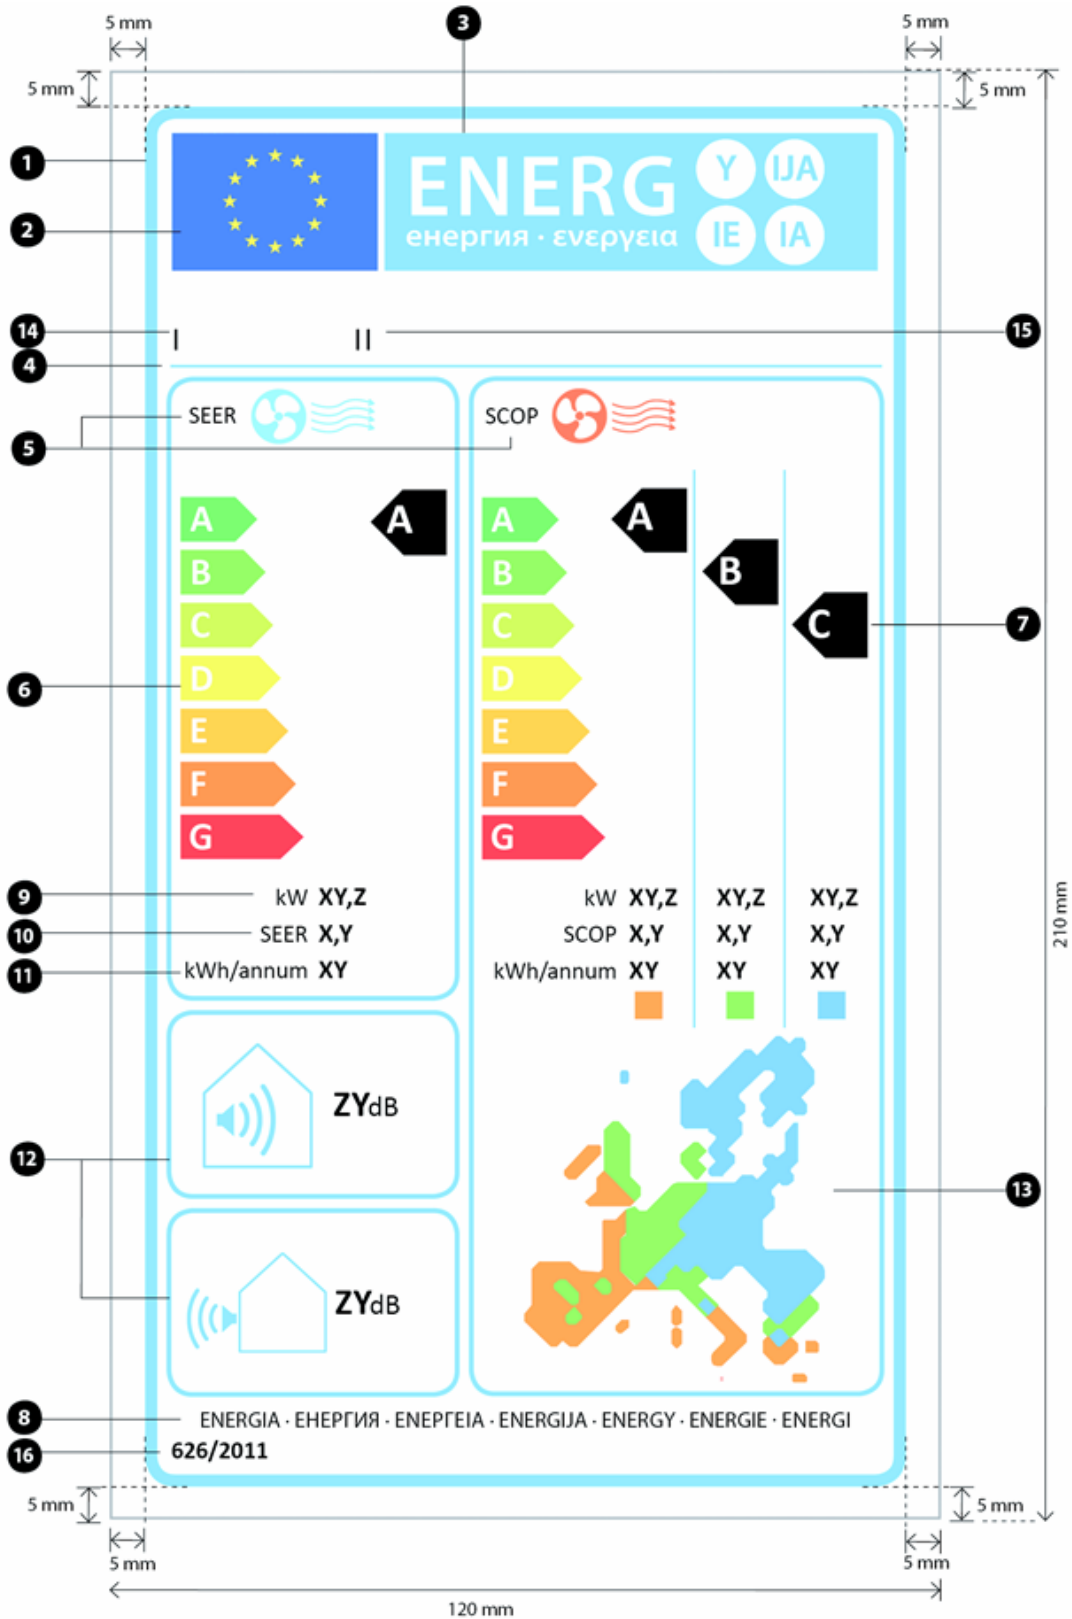 5 mm
3
5 mm
5 mm
5 mm
1
ENERG Y IJA
2
енергия · ενεργεια IE IA
14
I II
15
4
SEER
SCOP
5
A A A A
B B B
C C C
7
6
D D
E E
F F
G G
9
kW XY,Z
kW XY,Z XY,Z XY,Z
10
SEER X,Y
SCOP X,Y X,Y X,Y
11
kWh/annum XY
kWh/annum XY XY XY
210 mm
ZYdB
12
13
ZYdB
8
ENERGIA · ЕНЕРГИЯ · ΕΝΕΡΓΕΙΑ · ENERGIJA · ENERGY · ENERGIE · ENERGI
16
626/2011
5 mm
5 mm
5 mm
5 mm
120 mm